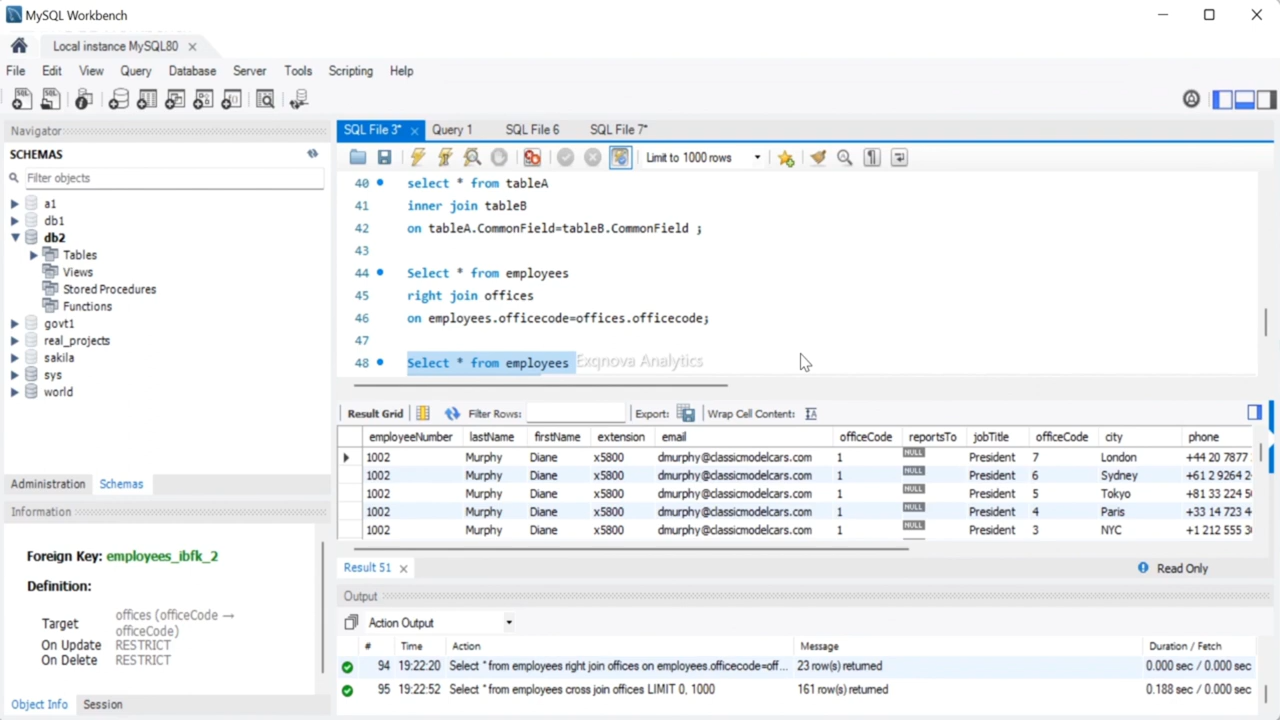 MySQL Workbench
Local instance MySQL80
File Edit View Query Database Server Tools Scripting Help
Navigator
SCHEMAS
Filter objects
a1
db1
db2
Tables
Views
Stored Procedures
Functions
govt1
real_projects
sakila
sys
world
Administration Schemas
Information
Foreign Key: employees_ibfk_2
Definition:
Target offices (officeCode →
officeCode)
On Update RESTRICT
On Delete RESTRICT
Object Info Session
SQL File 3* Query 1 SQL File 6 SQL File 7*
Limit to 1000 rows
40 select * from tableA
41 inner join tableB
42 on tableA.CommonField=tableB.CommonField ;
43
44 Select * from employees
45 right join offices
46 on employees.officecode=offices.officecode;
47
48 Select * from employees
Exqnova Analytics
Result Grid Filter Rows: Export: Wrap Cell Content:
employeeNumber lastName firstName extension email officeCode reportsTo jobTitle officeCode city phone
1002 Murphy Diane x5800 dmurphy@classicmodelcars.com 1 NULL President 7 London +44 20 7877
1002 Murphy Diane x5800 dmurphy@classicmodelcars.com 1 NULL President 6 Sydney +61 2 9264 2
1002 Murphy Diane x5800 dmurphy@classicmodelcars.com 1 NULL President 5 Tokyo +81 33 224 5
1002 Murphy Diane x5800 dmurphy@classicmodelcars.com 1 NULL President 4 Paris +33 14 723 4
1002 Murphy Diane x5800 dmurphy@classicmodelcars.com 1 NULL President 3 NYC +1 212 555 3
Result 51 Read Only
Output
Action Output
# Time Action Message Duration / Fetch
94 19:22:20 Select * from employees right join offices on employees.officecode=off... 23 row(s) returned 0.000 sec / 0.000 sec
95 19:22:52 Select * from employees cross join offices LIMIT 0, 1000 161 row(s) returned 0.188 sec / 0.000 sec